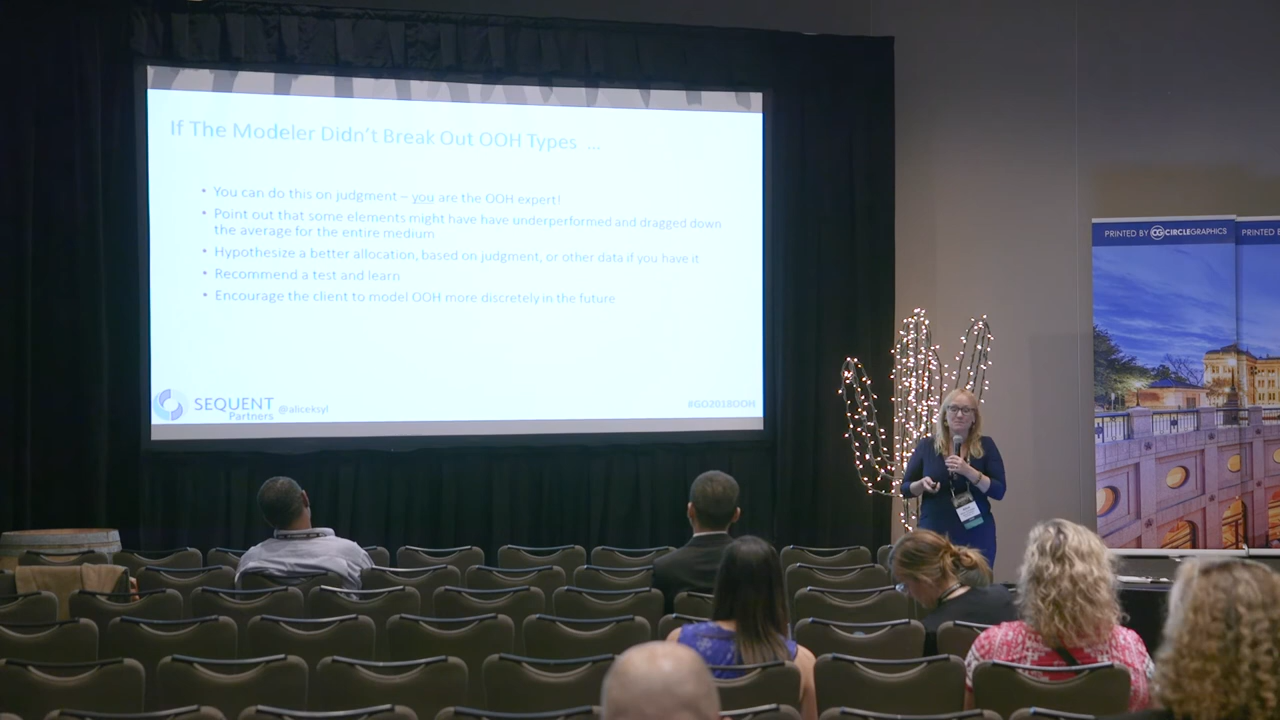 If The Modeler Didn't Break Out OOH Types ...
• You can do this on judgment – you are the OOH expert!
• Point out that some elements might have have underperformed and dragged down
the average for the entire medium
• Hypothesize a better allocation, based on judgment, or other data if you have it
• Recommend a test and learn
• Encourage the client to model OOH more discretely in the future
SEQUENT
Partners
@aliceksyl
#GO2018OOH
PRINTED BY CG CIRCLEGRAPHICS
PRINTED B